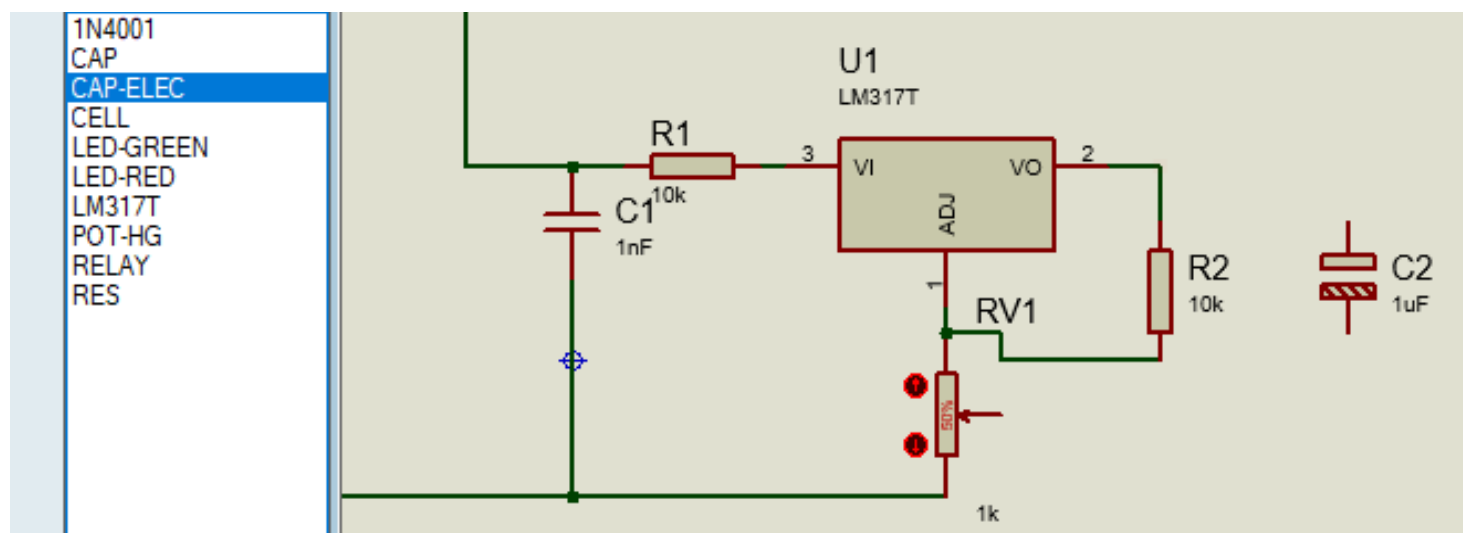 1N4001
CAP
CAP-ELEC
CELL
LED-GREEN
LED-RED
LM317T
POT-HG
RELAY
RES
U1
LM317T
R1
10k
3
VI
VO
2
ADJ
1
C1
1nF
R2
10k
C2
1uF
RV1
50%
1k